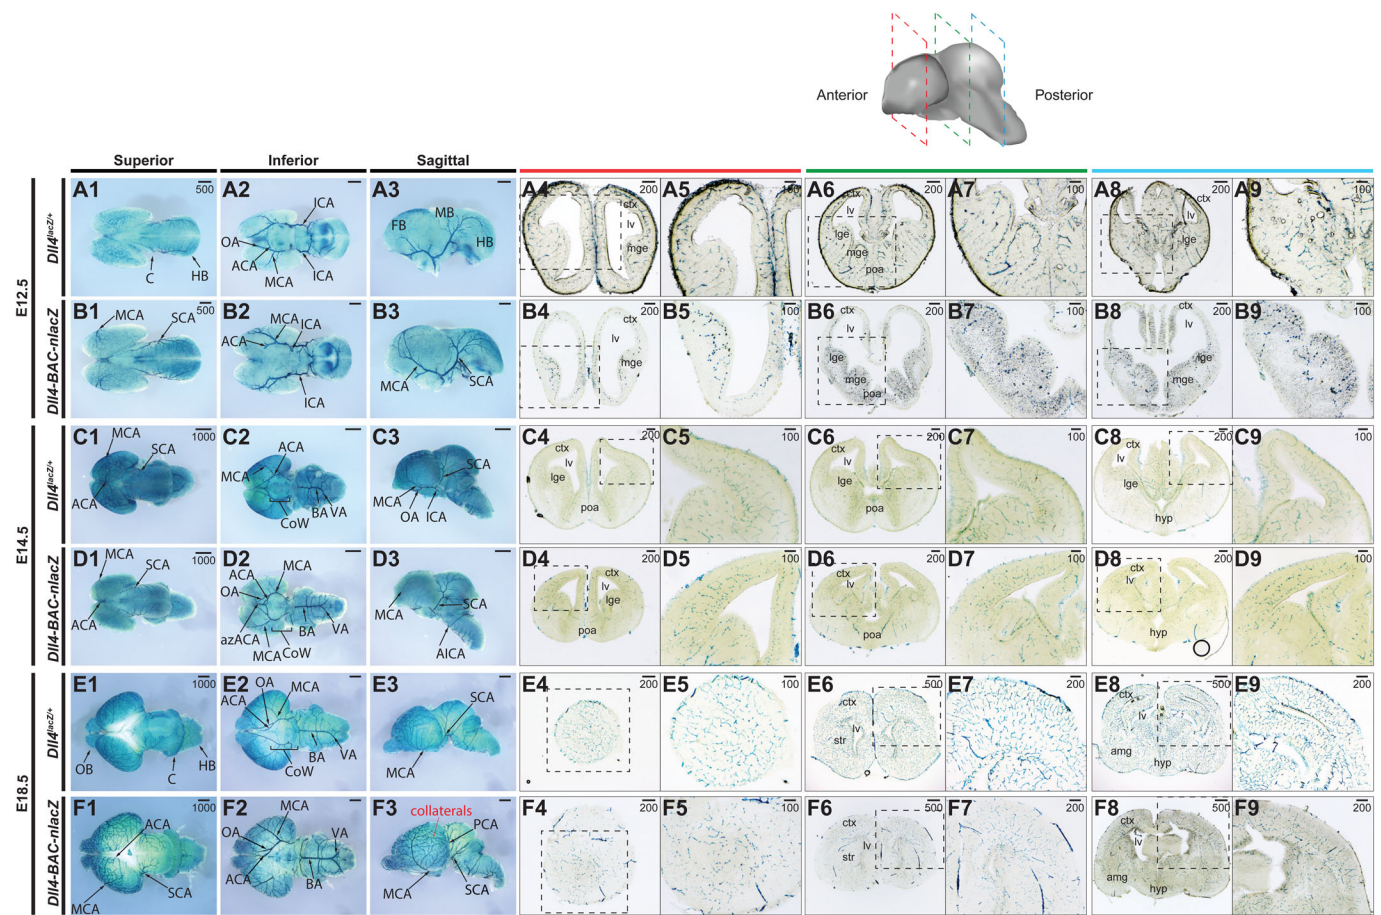 Anterior
Posterior
Superior
Inferior
Sagittal
E12.5
Dll4lacZ/+
A1
500
C
HB
A2
ICA
OA
ACA
MCA
ICA
A3
FB
MB
HB
A4
200
ctx
lv
mge
A5
100
A6
200
ctx
lv
lge
mge
poa
A7
100
A8
200
ctx
lv
lge
A9
100
Dll4-BAC-nlacZ
B1
500
MCA
SCA
B2
MCA
ICA
ACA
ICA
B3
MCA
SCA
B4
200
ctx
lv
mge
B5
100
B6
200
ctx
lv
lge
mge
poa
B7
100
B8
200
ctx
lv
lge
mge
B9
100
E14.5
Dll4lacZ/+
C1
1000
MCA
SCA
ACA
C2
ACA
MCA
BA
VA
CoW
C3
SCA
MCA
OA
ICA
C4
200
ctx
lv
lge
poa
C5
100
C6
200
ctx
lv
lge
poa
C7
100
C8
200
ctx
lv
lge
hyp
C9
100
Dll4-BAC-nlacZ
D1
1000
MCA
SCA
ACA
D2
ACA
MCA
OA
azACA
BA
VA
MCA
CoW
D3
MCA
SCA
AICA
D4
200
ctx
lv
lge
poa
D5
100
D6
200
ctx
lv
poa
D7
100
D8
200
ctx
lv
hyp
D9
100
E18.5
Dll4lacZ/+
E1
1000
OB
C
HB
E2
OA
ACA
MCA
BA
VA
CoW
E3
SCA
MCA
E4
200
E5
100
E6
500
ctx
lv
str
E7
200
E8
500
ctx
lv
amg
hyp
E9
200
Dll4-BAC-nlacZ
F1
1000
ACA
MCA
SCA
F2
MCA
OA
VA
ACA
BA
F3
collaterals
PCA
MCA
SCA
F4
200
F5
100
F6
500
ctx
lv
str
F7
200
F8
500
ctx
lv
amg
hyp
F9
200